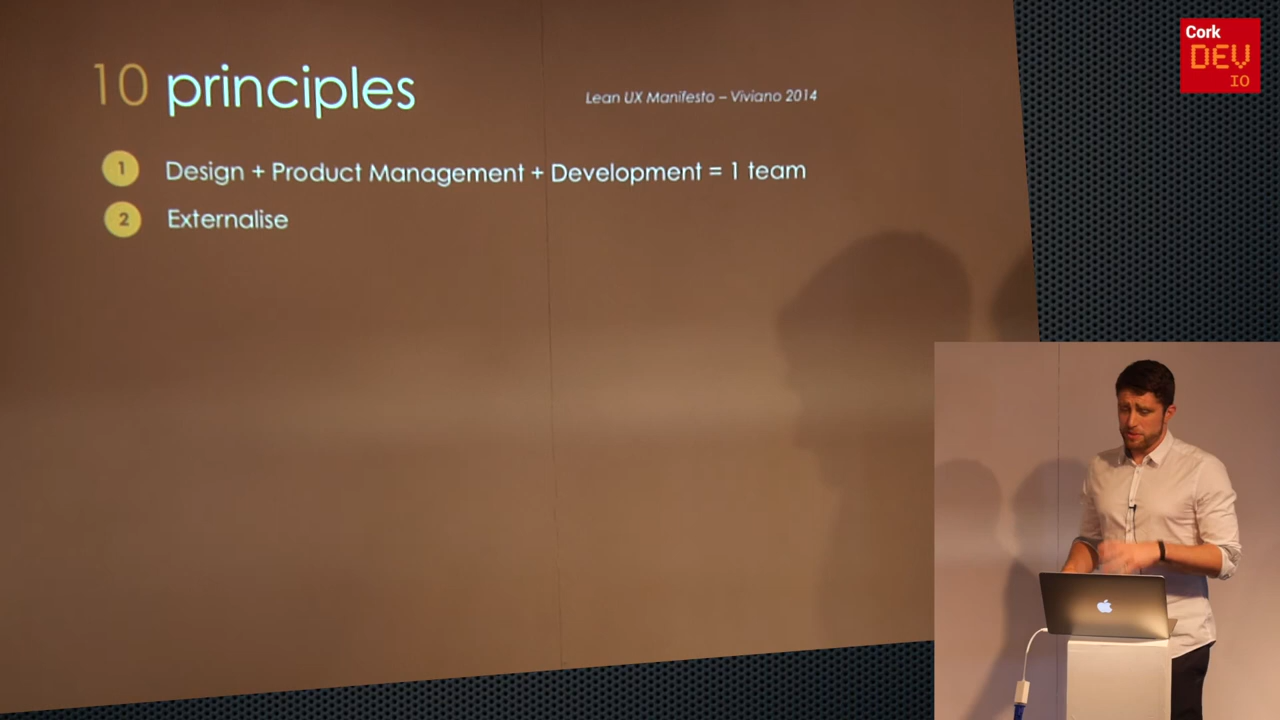 10 principles
Lean UX Manifesto – Viviano 2014
1 Design + Product Management + Development = 1 team
2 Externalise
Cork
DEV
IO